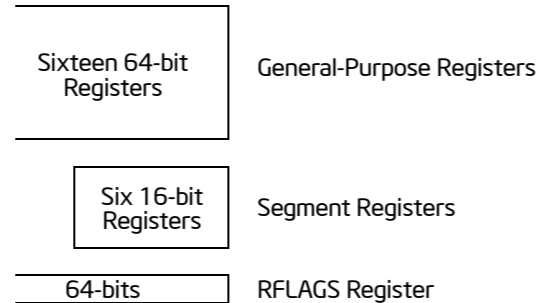 Sixteen 64-bit
Registers
General-Purpose Registers
Six 16-bit
Registers
Segment Registers
64-bits
RFLAGS Register